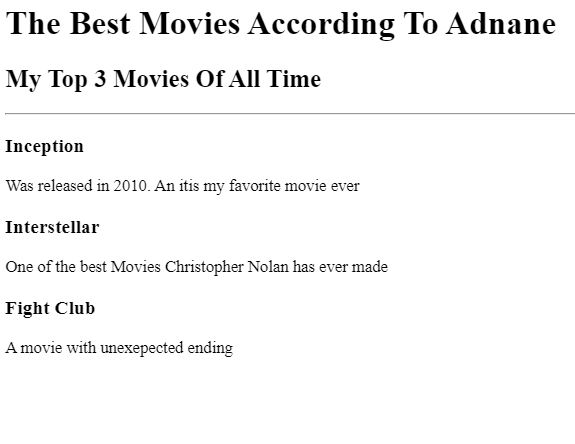 The Best Movies According To Adnane
My Top 3 Movies Of All Time
Inception
Was released in 2010. An itis my favorite movie ever
Interstellar
One of the best Movies Christopher Nolan has ever made
Fight Club
A movie with unexepected ending